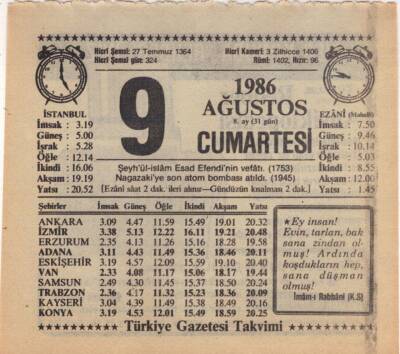 Hicrî Şemsî: 27 Temmuz 1364
Hicrî Şemsî gün: 324
Hicrî Kamerî: 3 Zilhicce 1406
Rûmî: 1402, Hızır: 96
9
1986
AĞUSTOS
8. ay (31 gün)
CUMARTESİ
İSTANBUL
İmsak : 3.19
Güneş : 5.00
İşrak : 5.28
Öğle : 12.14
İkindi : 16.06
Akşam : 19.19
Yatsı : 20.52
EZÂNÎ (Mahallî)
İmsak : 7.50
Güneş : 9.46
İşrak : 10.14
Öğle : 5.03
İkindi : 8.55
Akşam : 12.00
Yatsı : 1.45
Şeyh'ül-islâm Esad Efendi'nin vefâtı. (1753)
Nagazaki'ye son atom bombası atıldı. (1945)
[Ezânî sâat 2 dak. ileri alınır—Gündüzün kısalması 2 dak.]
Şehirler İmsak Güneş Öğle İkindi Akşam Yatsı
ANKARA 3.09 4.47 11.59 15.49 19.01 20.32
İZMİR 3.38 5.13 12.22 16.11 19.21 20.48
ERZURUM 2.35 4.13 11.26 15.16 18.28 19.58
ADANA 3.11 4.43 11.49 15.36 18.46 20.11
ESKİŞEHİR 3.19 4.57 12.09 15.59 19.10 20.40
VAN 2.33 4.08 11.17 15.06 18.17 19.44
SAMSUN 2.49 4.30 11.45 15.37 18.50 20.24
TRABZON 2.36 4.17 11.32 15.23 18.36 20.09
KAYSERİ 3.04 4.39 11.49 15.38 18.49 20.16
KONYA 3.19 4.53 12.01 15.49 18.59 20.25
★Ey insan!
Evin, tarlan, bak
sana zindan ol-
muş! Ardında
koşdukların hep,
sana düşman
olmuş!
İmâm-ı Rabbânî (K.S)
Türkiye Gazetesi Takvimi